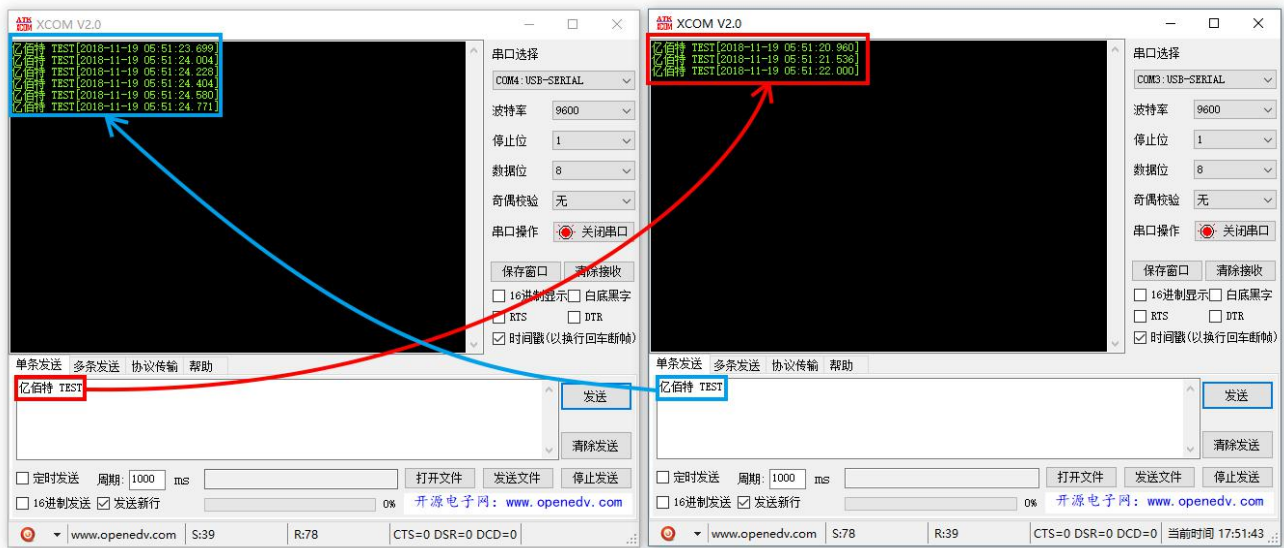 ATK
XCOM XCOM V2.0
亿佰特 TEST[2018-11-19 05:51:23.699]
亿佰特 TEST[2018-11-19 05:51:24.004]
亿佰特 TEST[2018-11-19 05:51:24.228]
亿佰特 TEST[2018-11-19 05:51:24.404]
亿佰特 TEST[2018-11-19 05:51:24.580]
亿佰特 TEST[2018-11-19 05:51:24.771]
串口选择
COM4:USB-SERIAL
波特率 9600
停止位 1
数据位 8
奇偶校验 无
串口操作 关闭串口
保存窗口 清除接收
16进制显示 白底黑字
RTS DTR
时间戳(以换行回车断帧)
单条发送 多条发送 协议传输 帮助
亿佰特 TEST
发送
清除发送
定时发送 周期: 1000 ms 打开文件 发送文件 停止发送
16进制发送 发送新行 0% 开源电子网: www.openedv.com
www.openedv.com S:39 R:78 CTS=0 DSR=0 DCD=0
ATK
XCOM XCOM V2.0
亿佰特 TEST[2018-11-19 05:51:20.960]
亿佰特 TEST[2018-11-19 05:51:21.536]
亿佰特 TEST[2018-11-19 05:51:22.000]
串口选择
COM3:USB-SERIAL
波特率 9600
停止位 1
数据位 8
奇偶校验 无
串口操作 关闭串口
保存窗口 清除接收
16进制显示 白底黑字
RTS DTR
时间戳(以换行回车断帧)
单条发送 多条发送 协议传输 帮助
亿佰特 TEST
发送
清除发送
定时发送 周期: 1000 ms 打开文件 发送文件 停止发送
16进制发送 发送新行 0% 开源电子网: www.openedv.com
www.openedv.com S:78 R:39 CTS=0 DSR=0 DCD=0 当前时间 17:51:43